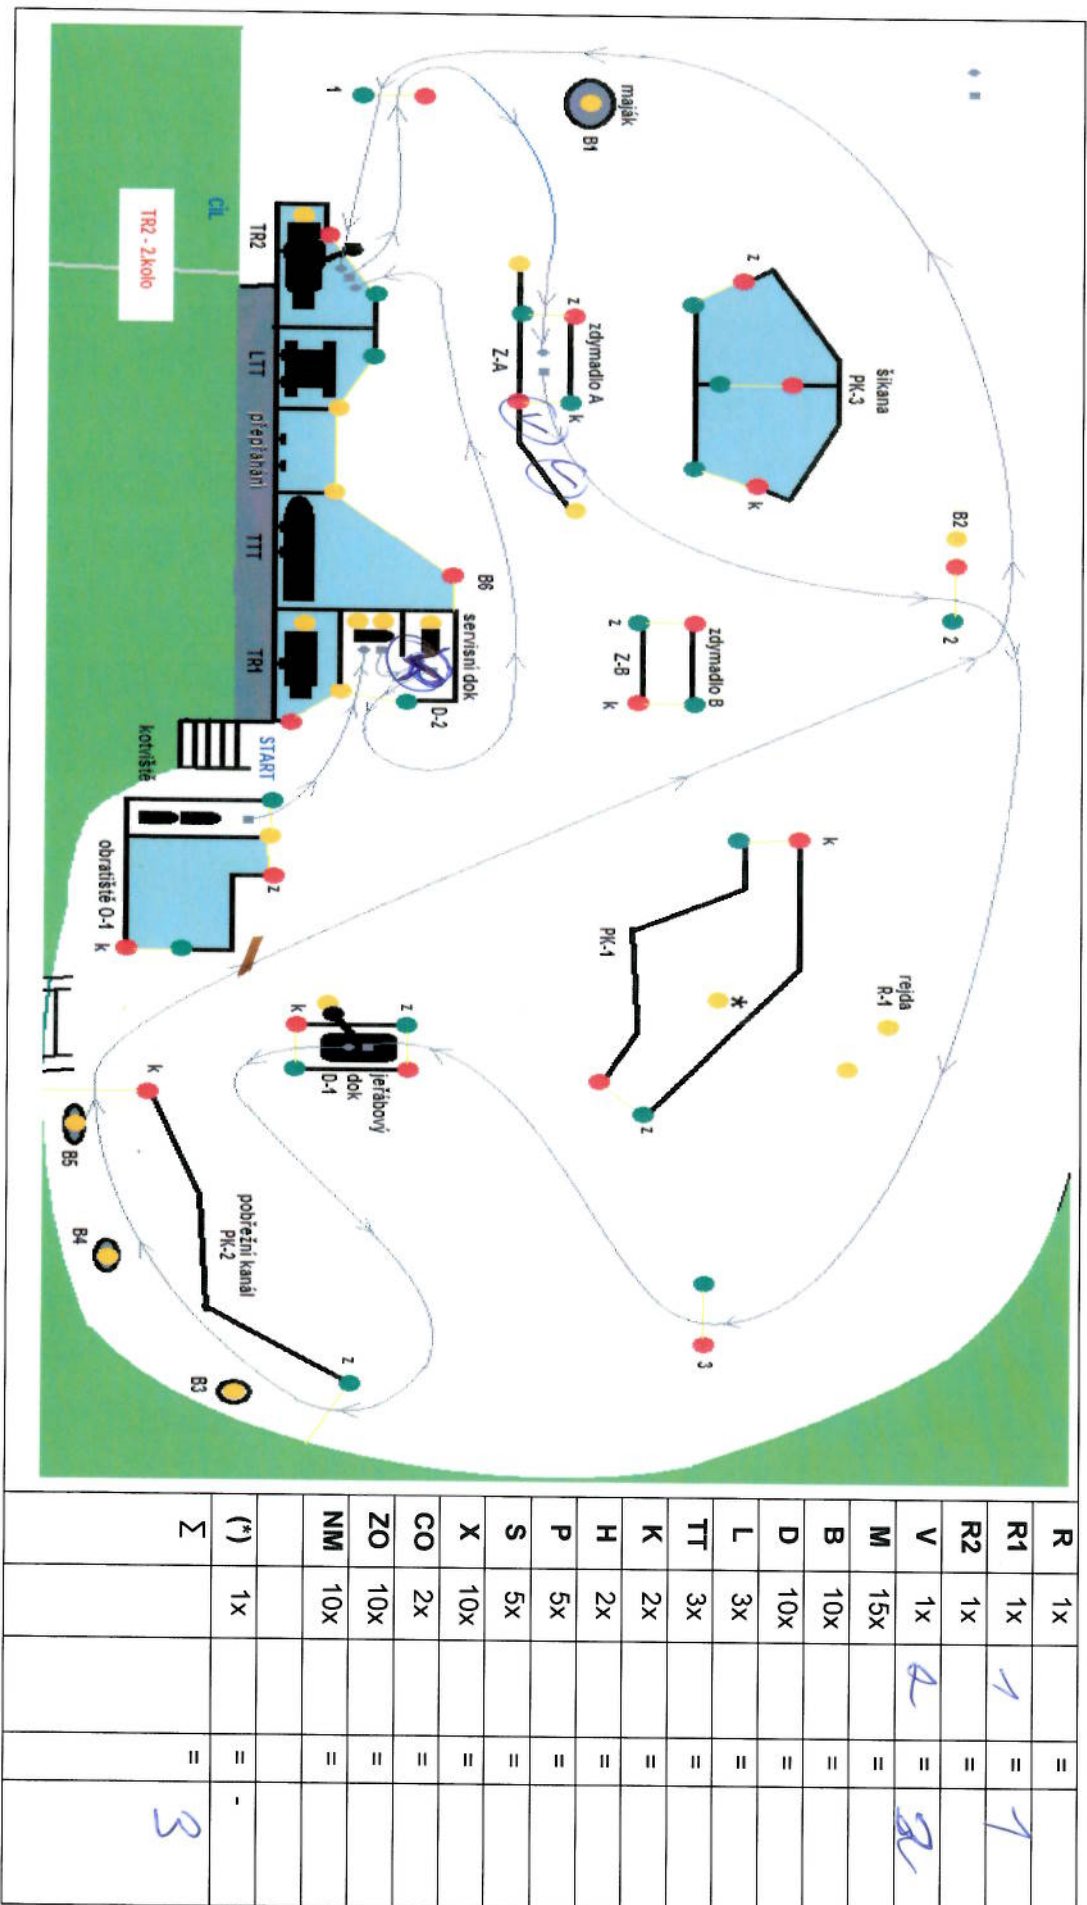 maják
B1
1
šikana
PK-3
z
k
zdymadlo A
z
k
Z-A
V
V
B2
2
zdymadlo B
z
k
Z-B
TR2 - 2.kolo
CÍL
TR2
LTT
přepřahání
TTT
TR1
B6
servisní dok
D-2
START
kotviště
obratiště O-1
z
k
k
PK-1
*
z
rejda
R-1
3
jeřábový
dok
D-1
z
k
pobřežní kanál
PK-2
k
z
B5
B4
B3
R 1x =
R1 1x 1 = 1
R2 1x =
V 1x 2 = 2
M 15x =
B 10x =
D 10x =
L 3x =
TT 3x =
K 2x =
H 2x =
P 5x =
S 5x =
X 10x =
CO 2x =
ZO 10x =
NM 10x =
(*) 1x = -
Σ = 3